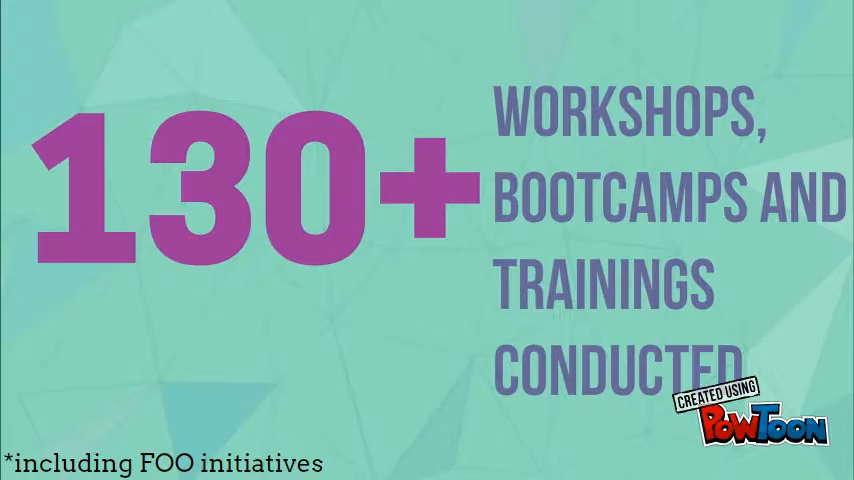 130+
WORKSHOPS,
BOOTCAMPS AND
TRAININGS
CONDUCTED
CREATED USING
POWTOON
*including FOO initiatives